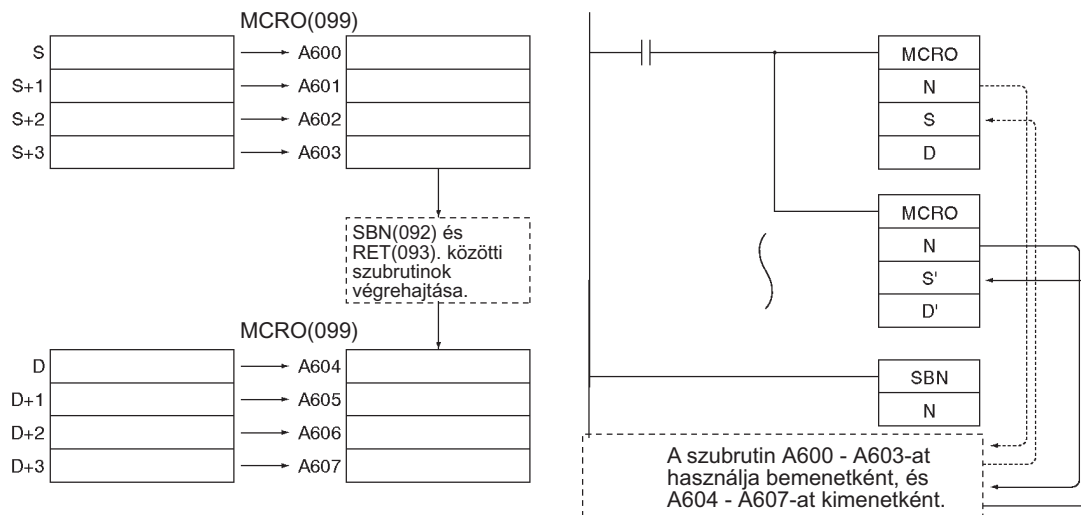 MCRO(099)
S A600
S+1 A601
S+2 A602
S+3 A603
SBN(092) és
RET(093). közötti
szubrutinok
végrehajtása.
MCRO(099)
D A604
D+1 A605
D+2 A606
D+3 A607
MCRO
N
S
D
MCRO
N
S'
D'
SBN
N
A szubrutin A600 - A603-at
használja bemenetként, és
A604 - A607-at kimenetként.